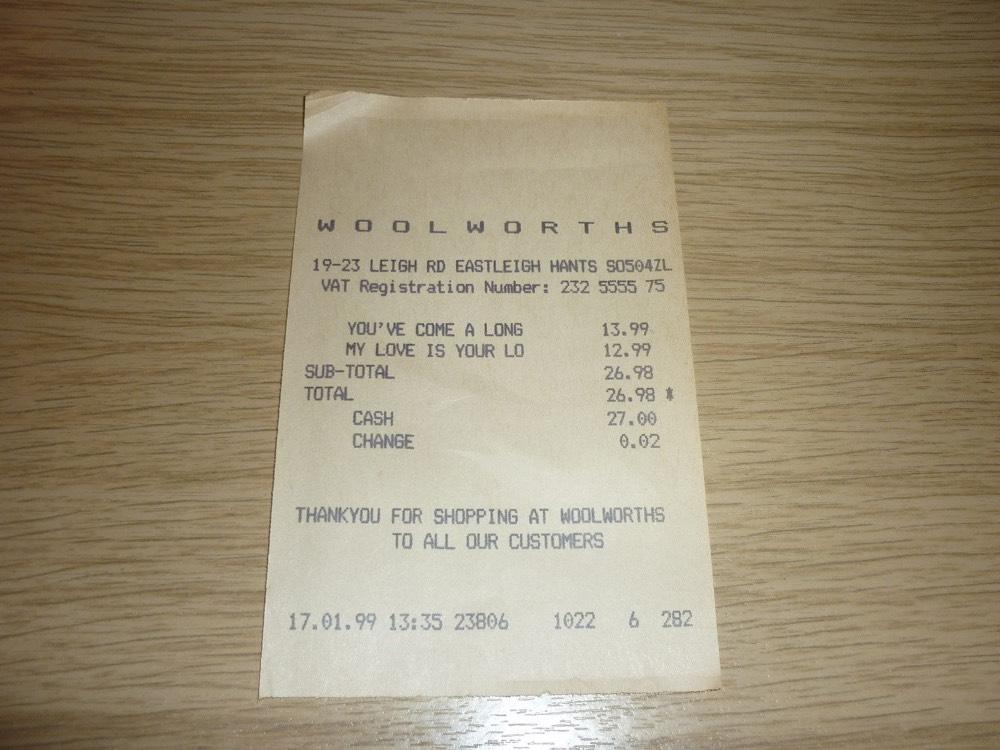 WOOLWORTHS
19-23 LEIGH RD EASTLEIGH HANTS SO504ZL
VAT Registration Number: 232 5555 75
YOU'VE COME A LONG 13.99
MY LOVE IS YOUR LO 12.99
SUB-TOTAL 26.98
TOTAL 26.98 *
CASH 27.00
CHANGE 0.02
THANKYOU FOR SHOPPING AT WOOLWORTHS
TO ALL OUR CUSTOMERS
17.01.99 13:35 23806 1022 6 282